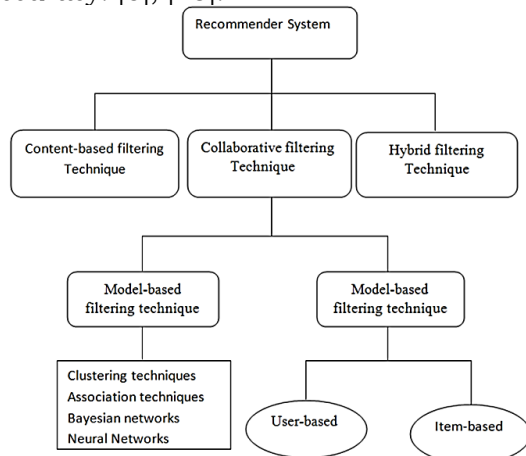 Recommender System
Content-based filtering
Technique
Collaborative filtering
Technique
Hybrid filtering
Technique
Model-based
filtering technique
Model-based
filtering technique
Clustering techniques
Association techniques
Bayesian networks
Neural Networks
User-based
Item-based